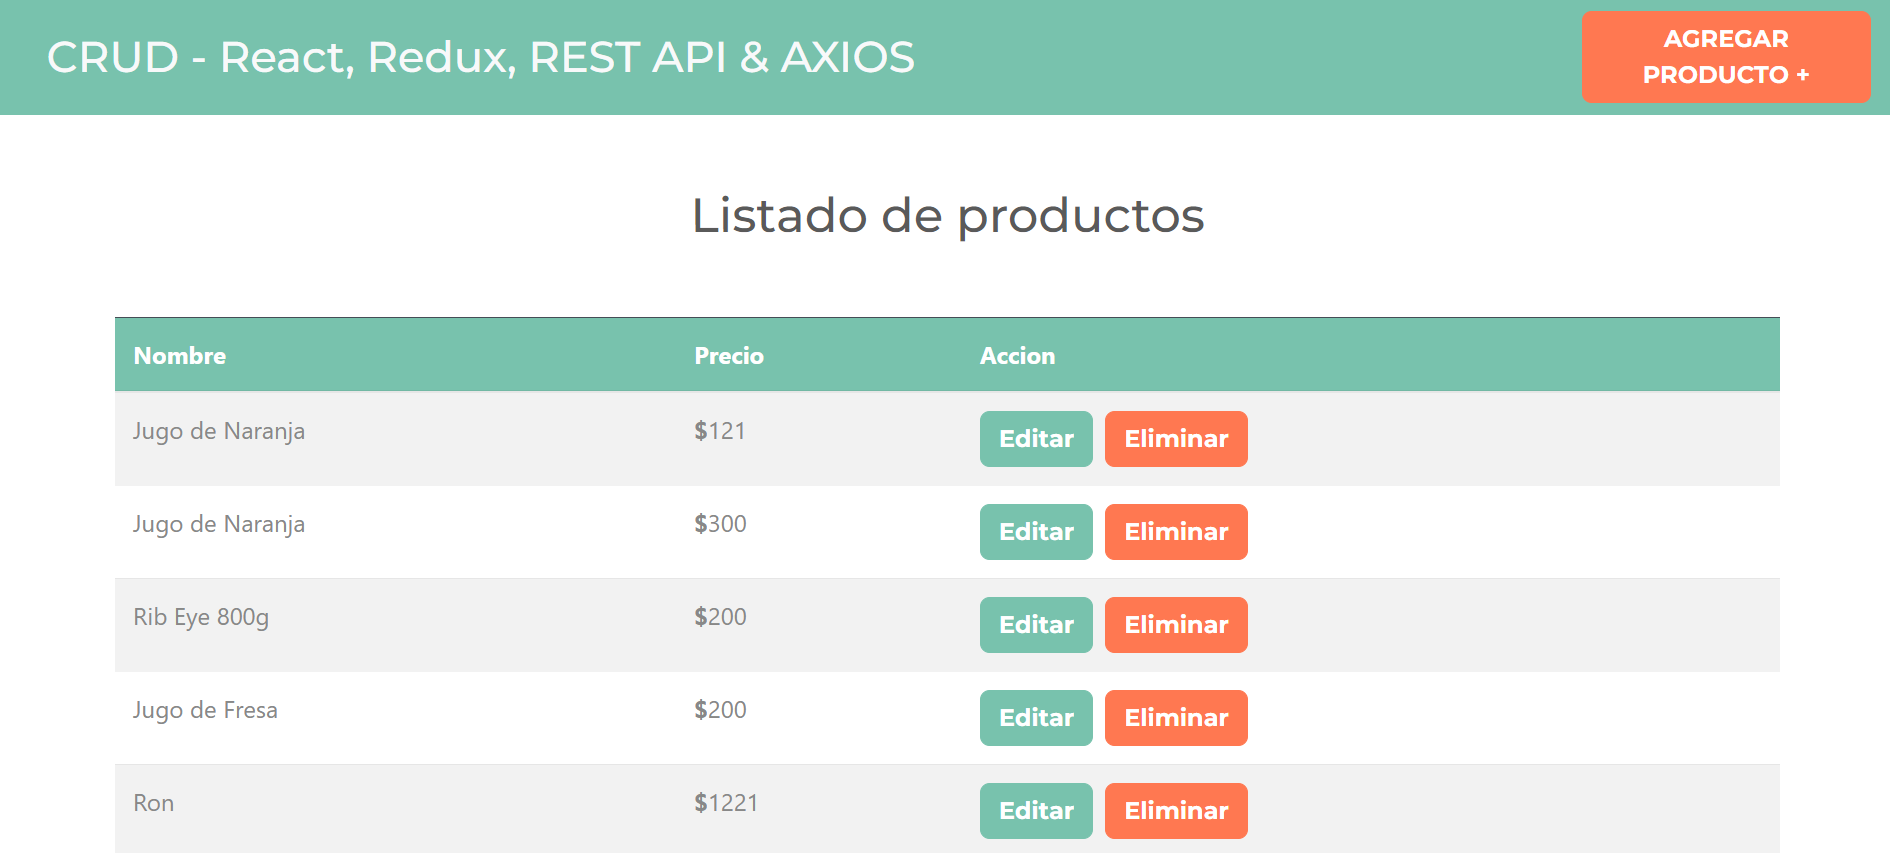 CRUD - React, Redux, REST API & AXIOS
AGREGAR
PRODUCTO +
Listado de productos
Nombre Precio Accion
Jugo de Naranja $121 Editar Eliminar
Jugo de Naranja $300 Editar Eliminar
Rib Eye 800g $200 Editar Eliminar
Jugo de Fresa $200 Editar Eliminar
Ron $1221 Editar Eliminar